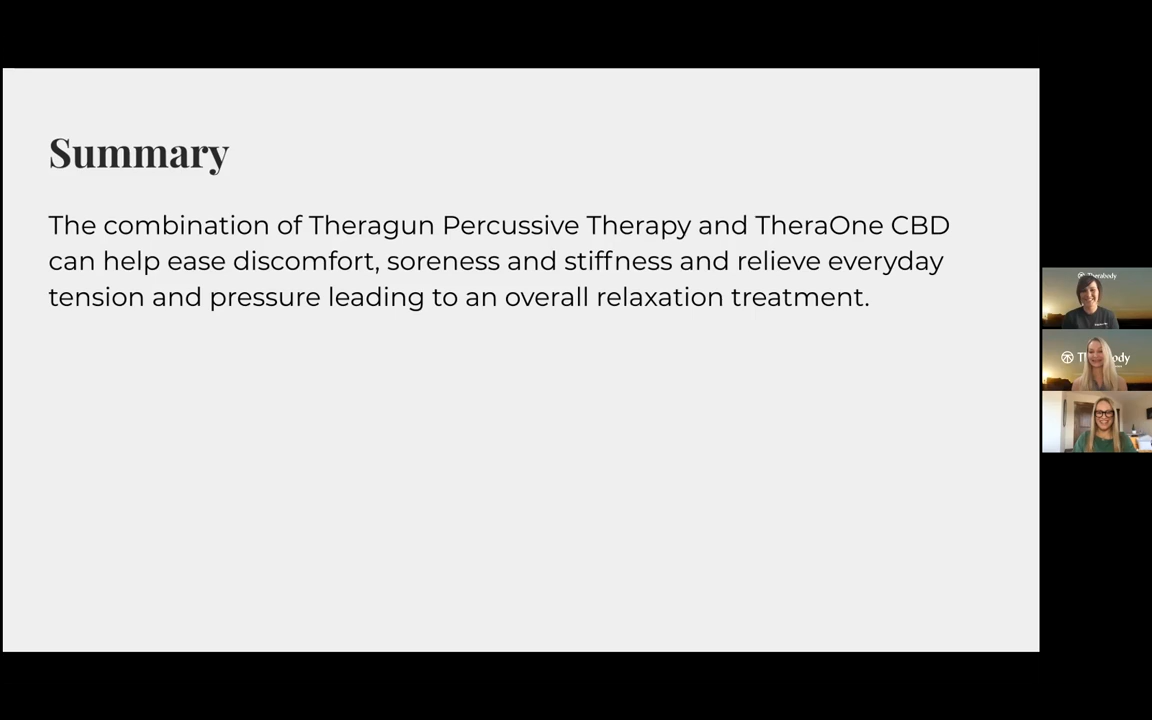 Summary
The combination of Theragun Percussive Therapy and TheraOne CBD
can help ease discomfort, soreness and stiffness and relieve everyday
tension and pressure leading to an overall relaxation treatment.
Therabody